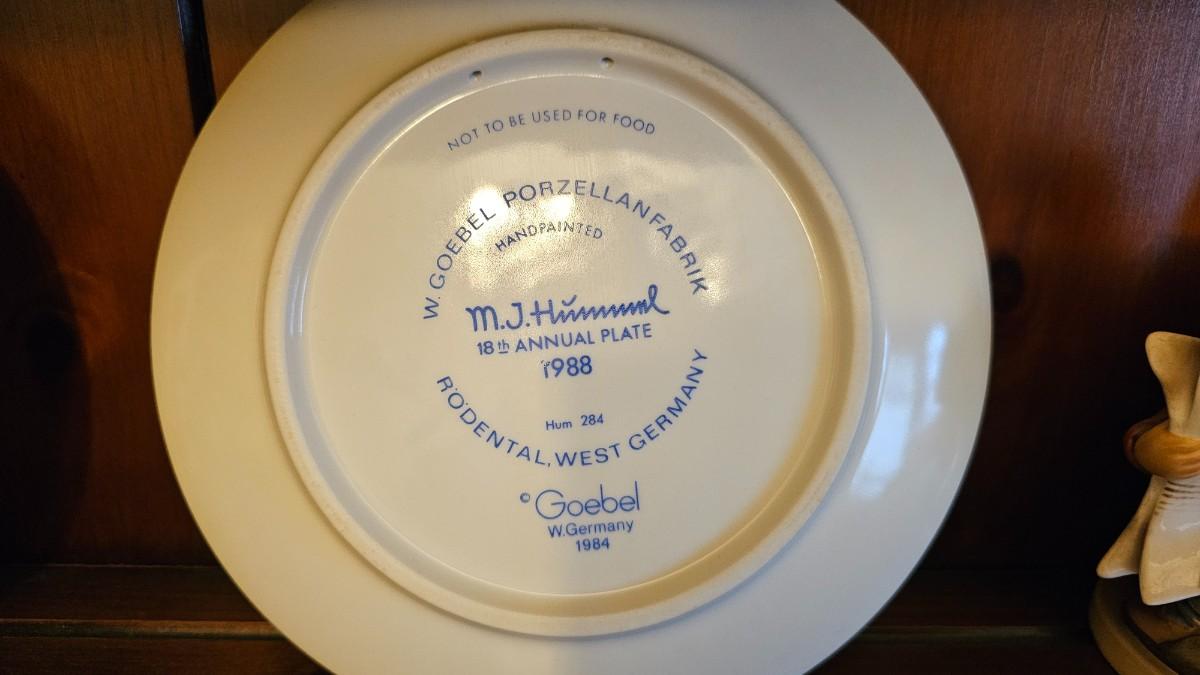 NOT TO BE USED FOR FOOD
W. GOEBEL PORZELLANFABRIK
HANDPAINTED
M.J. Hummel
18th ANNUAL PLATE
1988
Hum 284
RÖDENTAL, WEST GERMANY
© Goebel
W. Germany
1984